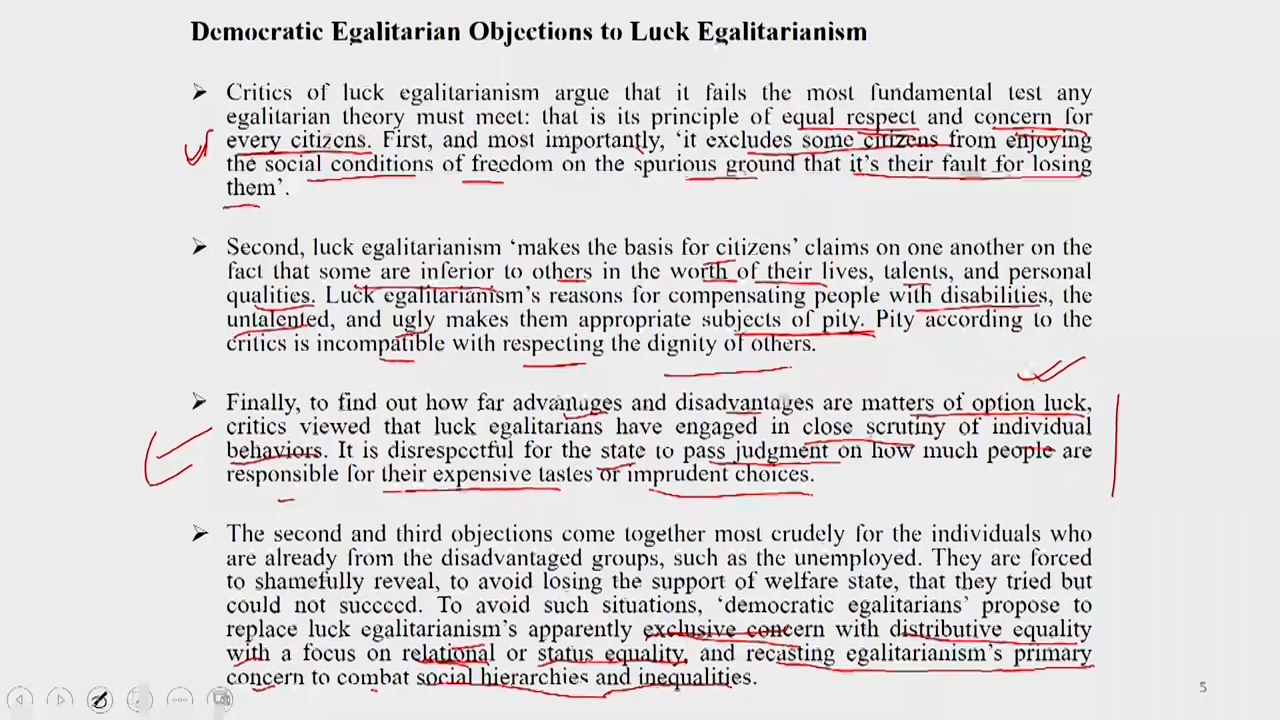 Democratic Egalitarian Objections to Luck Egalitarianism
➢ Critics of luck egalitarianism argue that it fails the most fundamental test any
egalitarian theory must meet: that is its principle of equal respect and concern for
every citizens. First, and most importantly, ‘it excludes some citizens from enjoying
the social conditions of freedom on the spurious ground that it’s their fault for losing
them’.
➢ Second, luck egalitarianism ‘makes the basis for citizens’ claims on one another on the
fact that some are inferior to others in the worth of their lives, talents, and personal
qualities. Luck egalitarianism’s reasons for compensating people with disabilities, the
untalented, and ugly makes them appropriate subjects of pity. Pity according to the
critics is incompatible with respecting the dignity of others.
➢ Finally, to find out how far advantages and disadvantages are matters of option luck,
critics viewed that luck egalitarians have engaged in close scrutiny of individual
behaviors. It is disrespectful for the state to pass judgment on how much people are
responsible for their expensive tastes or imprudent choices.
➢ The second and third objections come together most crudely for the individuals who
are already from the disadvantaged groups, such as the unemployed. They are forced
to shamefully reveal, to avoid losing the support of welfare state, that they tried but
could not succeed. To avoid such situations, ‘democratic egalitarians’ propose to
replace luck egalitarianism’s apparently exclusive concern with distributive equality
with a focus on relational or status equality, and recasting egalitarianism’s primary
concern to combat social hierarchies and inequalities.
5